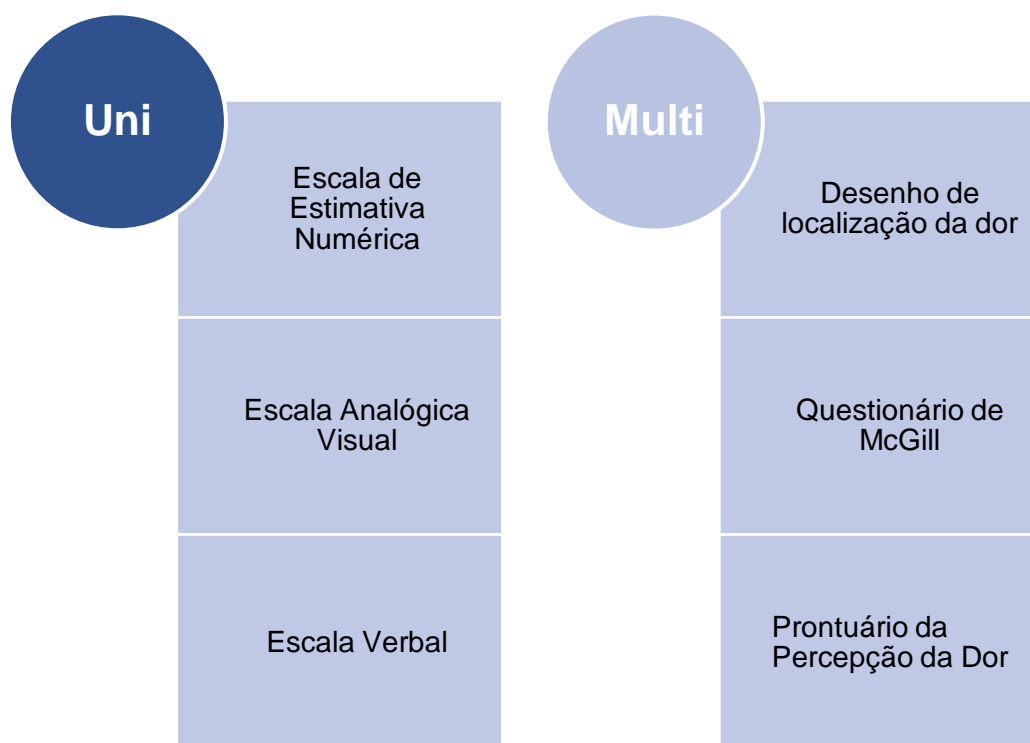 Uni
Escala de
Estimativa
Numérica
Escala Analógica
Visual
Escala Verbal
Multi
Desenho de
localização da dor
Questionário de
McGill
Prontuário da
Percepção da Dor